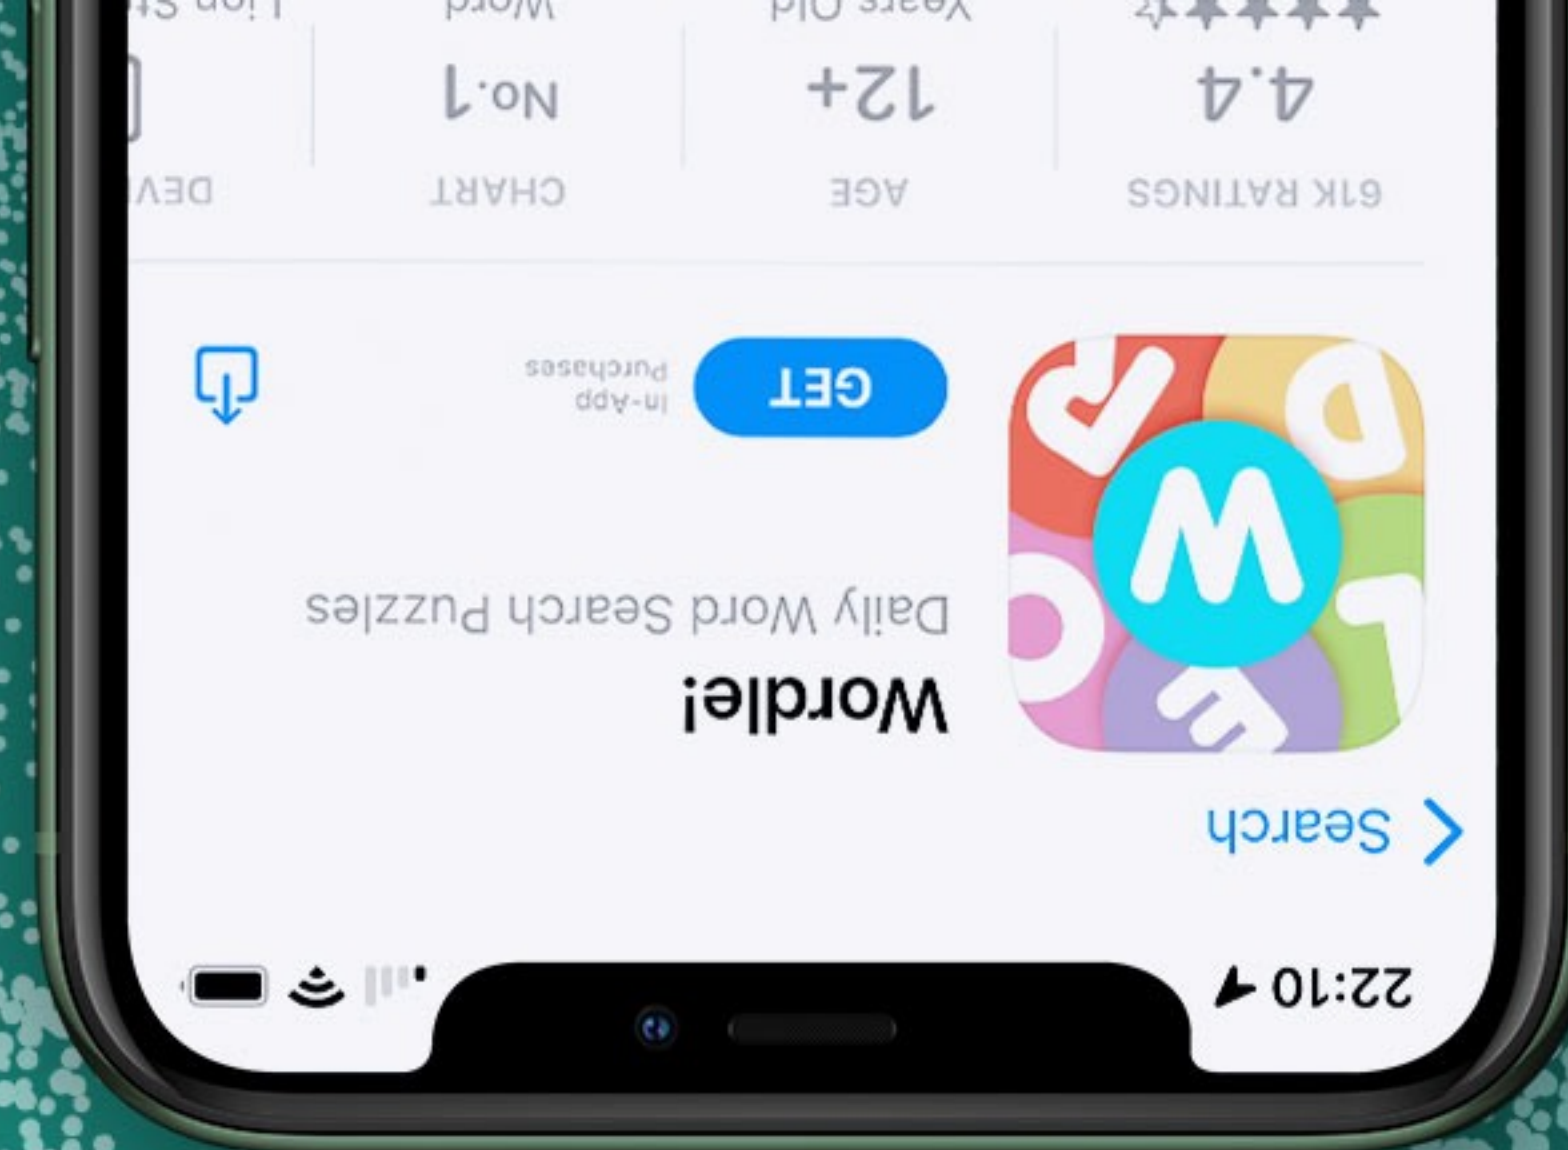 22:10
Search
Wordle!
Daily Word Search Puzzles
GET
In-App
Purchases
W
E
L
O
D
R
61K RATINGS
4.4
AGE
12+
Years Old
CHART
No.1
Word